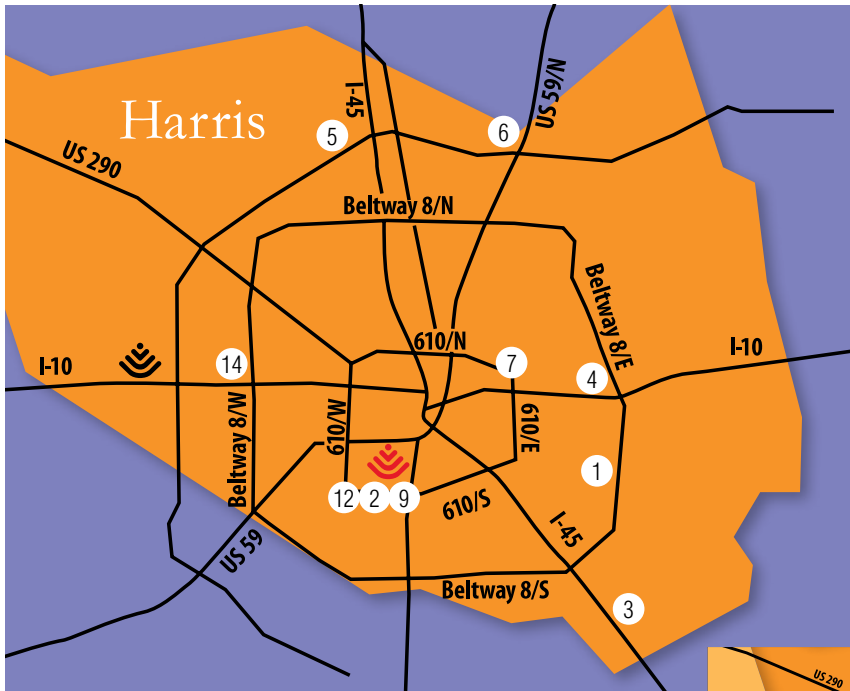 I-45
US 59/N
Harris
5
6
US 290
Beltway 8/N
Beltway 8/E
610/N
I-10
I-10
14
7
4
610/W
610/E
Beltway 8/W
1
12
2
9
610/S
I-45
US 59
Beltway 8/S
3
US 290